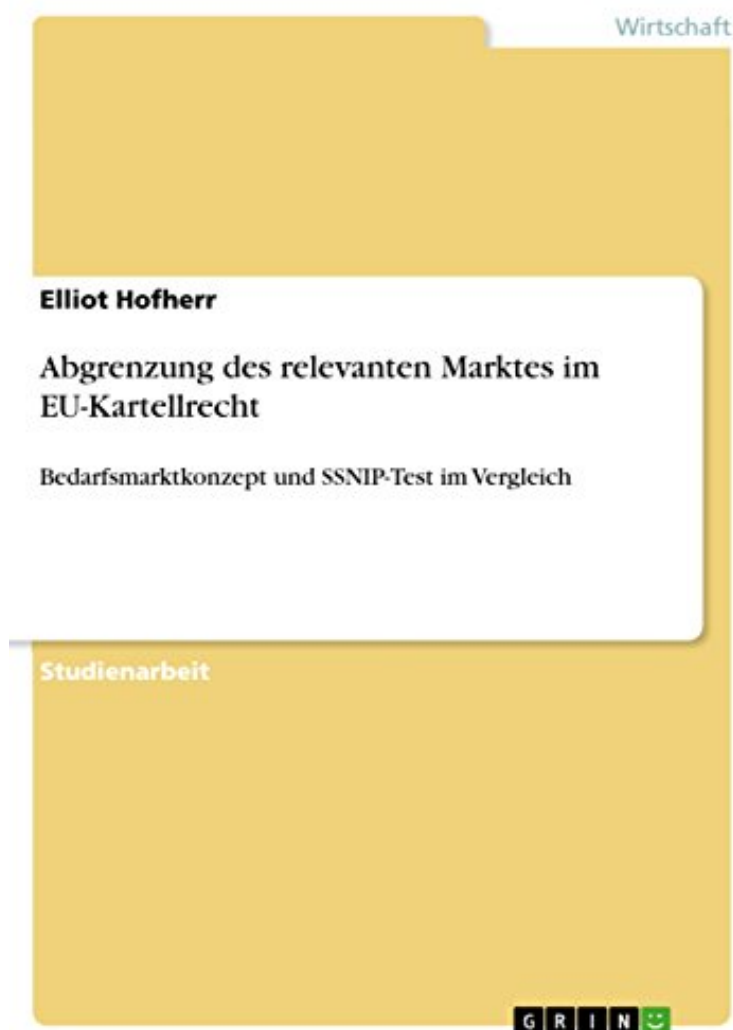 Wirtschaft
Elliot Hofherr
Abgrenzung des relevanten Marktes im
EU-Kartellrecht
Bedarfsmarktkonzept und SSNIP-Test im Vergleich
Studienarbeit
GRIN